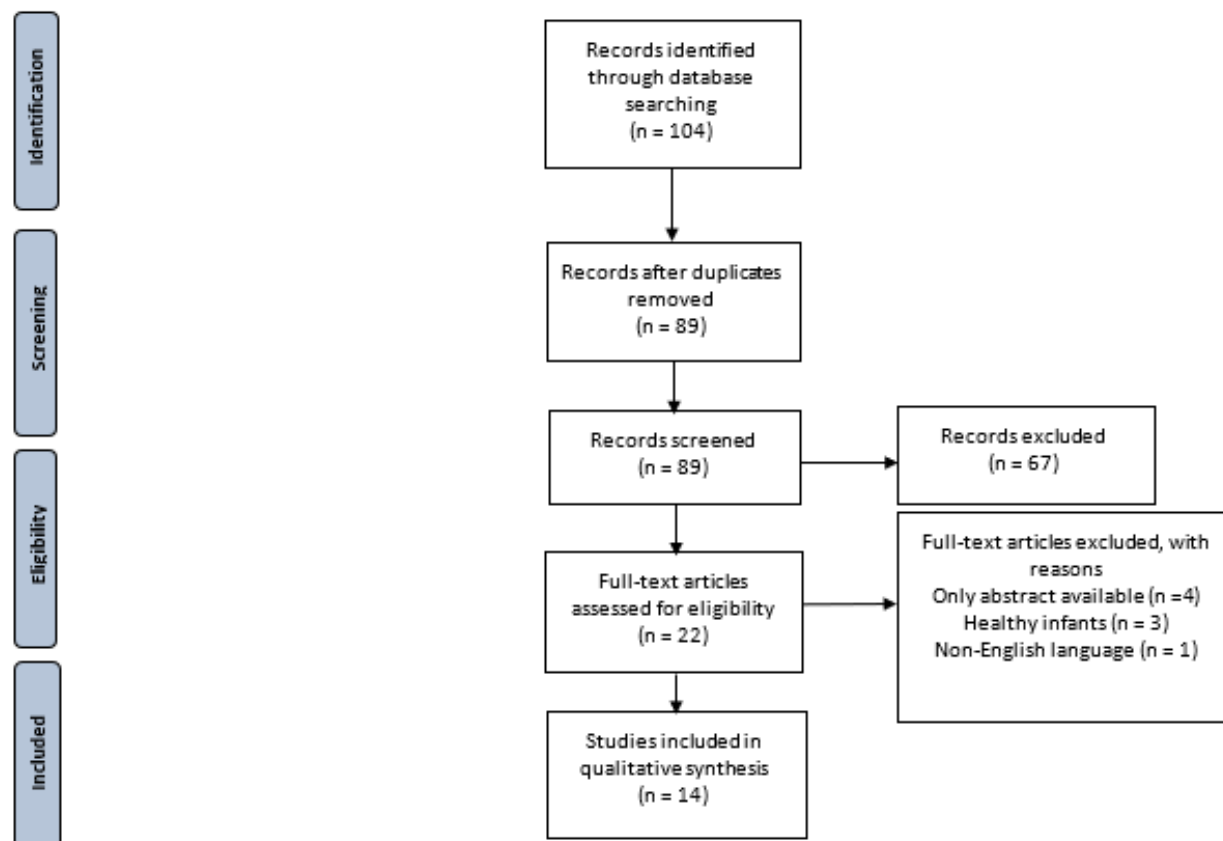 Identification
Records identified
through database
searching
(n = 104)
Screening
Records after duplicates
removed
(n = 89)
Records screened
(n = 89)
Records excluded
(n = 67)
Eligibility
Full-text articles
assessed for eligibility
(n = 22)
Full-text articles excluded, with
reasons
Only abstract available (n =4)
Healthy infants (n = 3)
Non-English language (n = 1)
Included
Studies included in
qualitative synthesis
(n = 14)